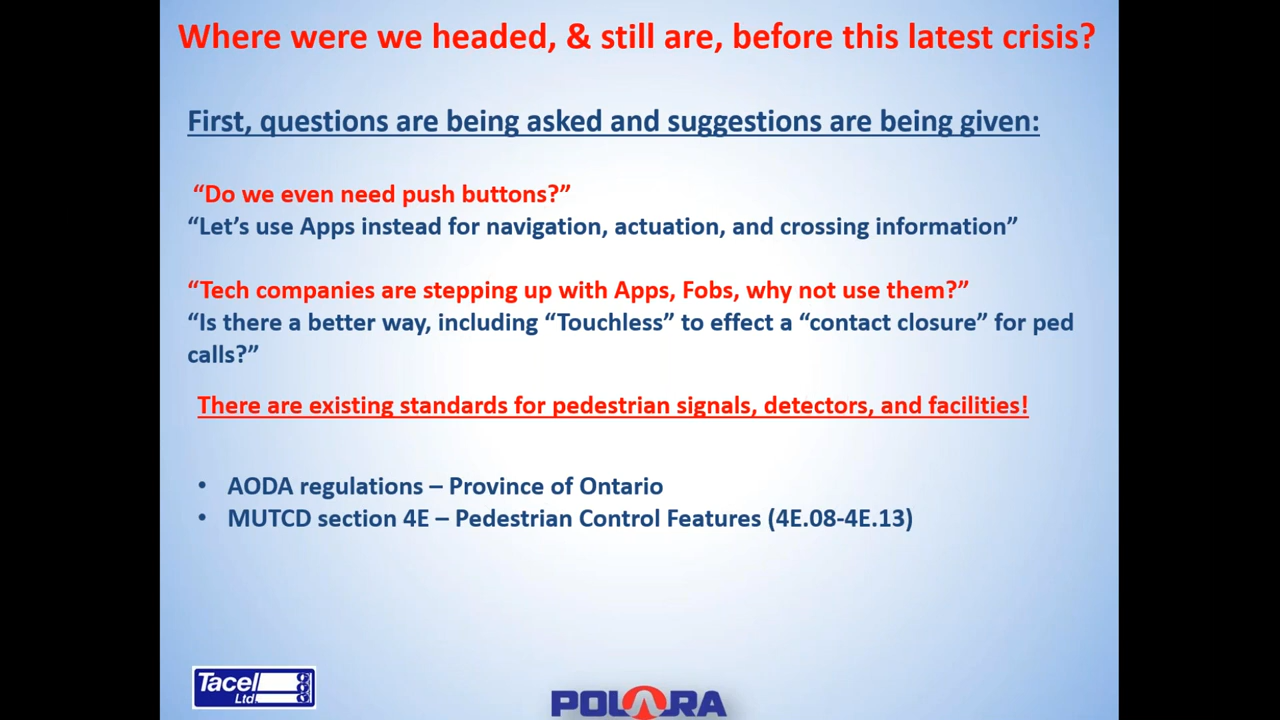 Where were we headed, & still are, before this latest crisis?
First, questions are being asked and suggestions are being given:
“Do we even need push buttons?”
“Let’s use Apps instead for navigation, actuation, and crossing information”
“Tech companies are stepping up with Apps, Fobs, why not use them?”
“Is there a better way, including “Touchless” to effect a “contact closure” for ped
calls?”
There are existing standards for pedestrian signals, detectors, and facilities!
• AODA regulations – Province of Ontario
• MUTCD section 4E – Pedestrian Control Features (4E.08-4E.13)
Tacel
Ltd.
POLARA